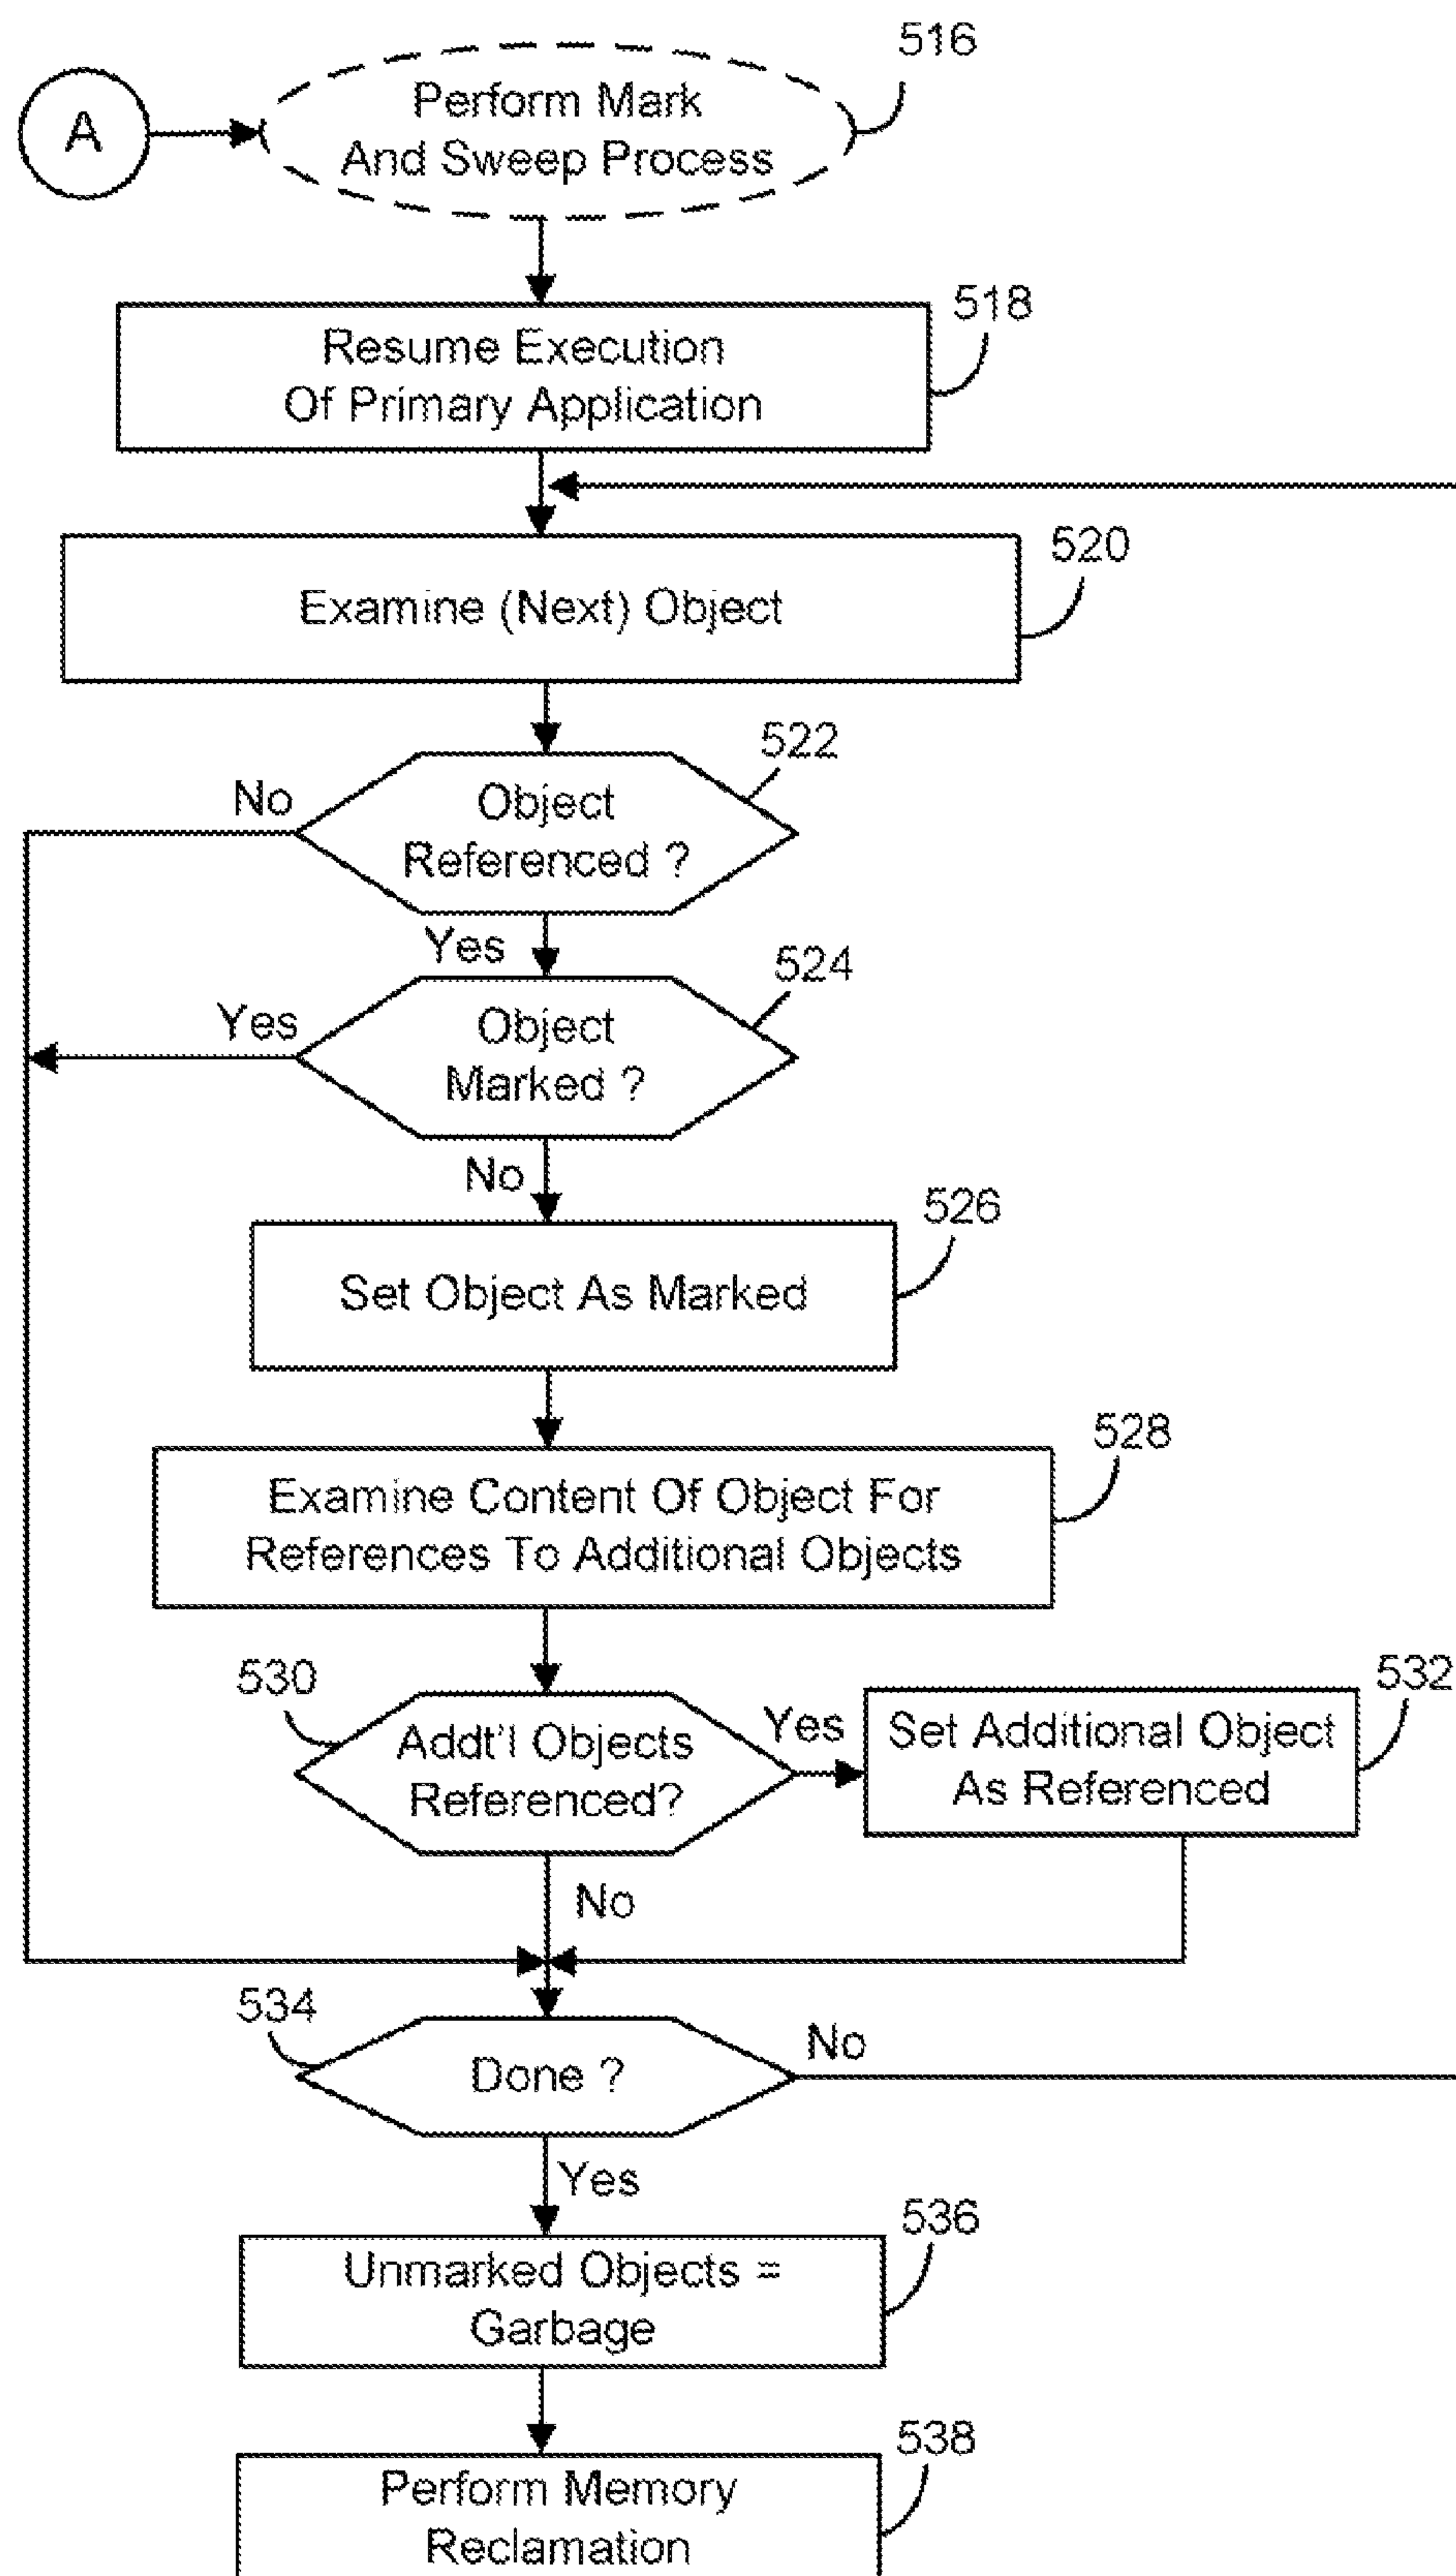 516
A
Perform Mark
And Sweep Process
518
Resume Execution
Of Primary Application
520
Examine (Next) Object
522
No
Object
Referenced ?
Yes
524
Yes
Object
Marked ?
No
526
Set Object As Marked
528
Examine Content Of Object For
References To Additional Objects
530
Addt'l Objects
Referenced?
Yes
532
Set Additional Object
As Referenced
No
534
Done ?
No
Yes
536
Unmarked Objects =
Garbage
538
Perform Memory
Reclamation